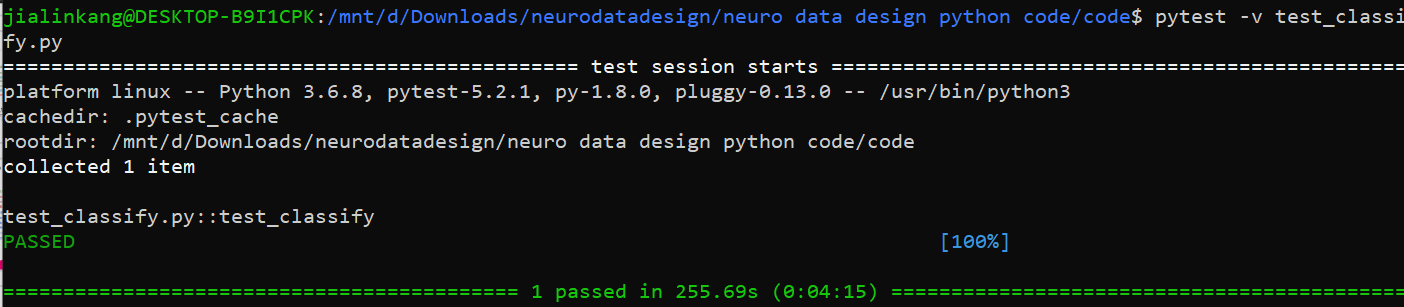 jialinkang@DESKTOP-B9I1CPK:/mnt/d/Downloads/neurodatadesign/neuro data design python code/code$ pytest -v test_classi
fy.py
================================================ test session starts ================================================
platform linux -- Python 3.6.8, pytest-5.2.1, py-1.8.0, pluggy-0.13.0 -- /usr/bin/python3
cachedir: .pytest_cache
rootdir: /mnt/d/Downloads/neurodatadesign/neuro data design python code/code
collected 1 item
test_classify.py::test_classify
PASSED [100%]
=========================================== 1 passed in 255.69s (0:04:15) ===========================================